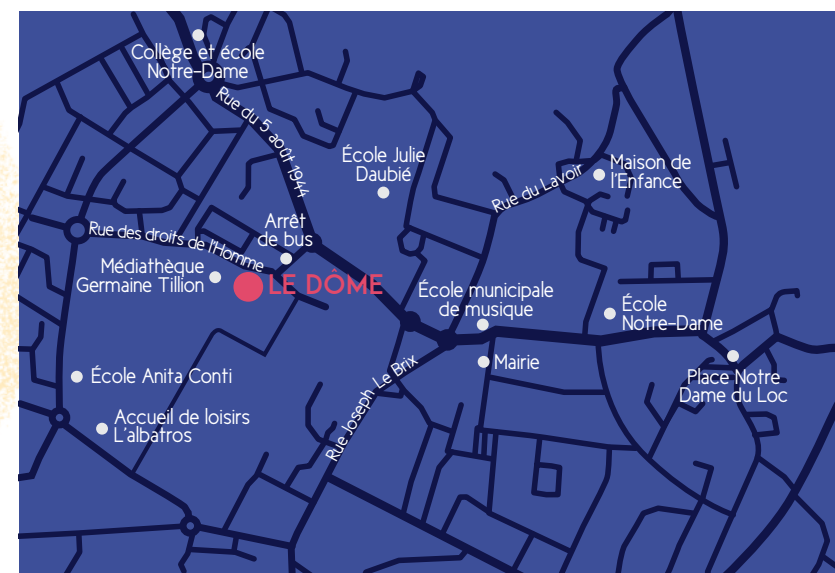 Collège et école
Notre-Dame
Rue du 5 août 1944
École Julie
Daubié
Rue du Lavoir
Maison de
l'Enfance
Arrêt
de bus
Rue des droits de l'Homme
Médiathèque
Germaine Tillion
LE DÔME
École municipale
de musique
École
Notre-Dame
Mairie
Place Notre
Dame du Loc
Rue Joseph Le Brix
École Anita Conti
Accueil de loisirs
L'albatros